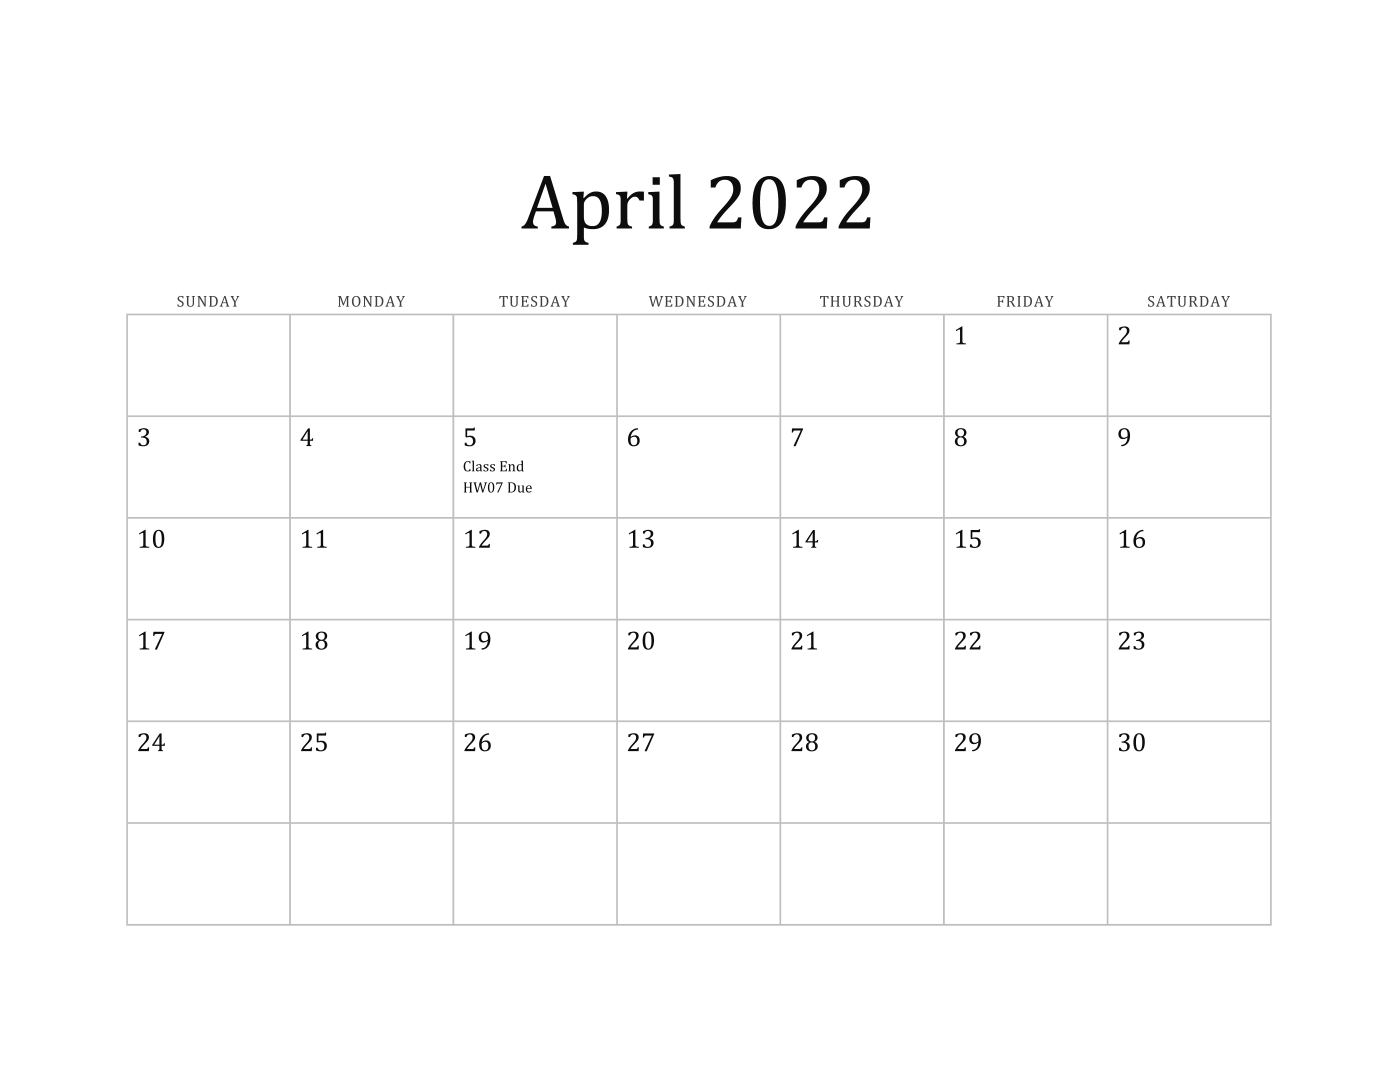 April 2022
SUNDAY MONDAY TUESDAY WEDNESDAY THURSDAY FRIDAY SATURDAY
1 2
3 4 5 6 7 8 9
Class End
HW07 Due
10 11 12 13 14 15 16
17 18 19 20 21 22 23
24 25 26 27 28 29 30